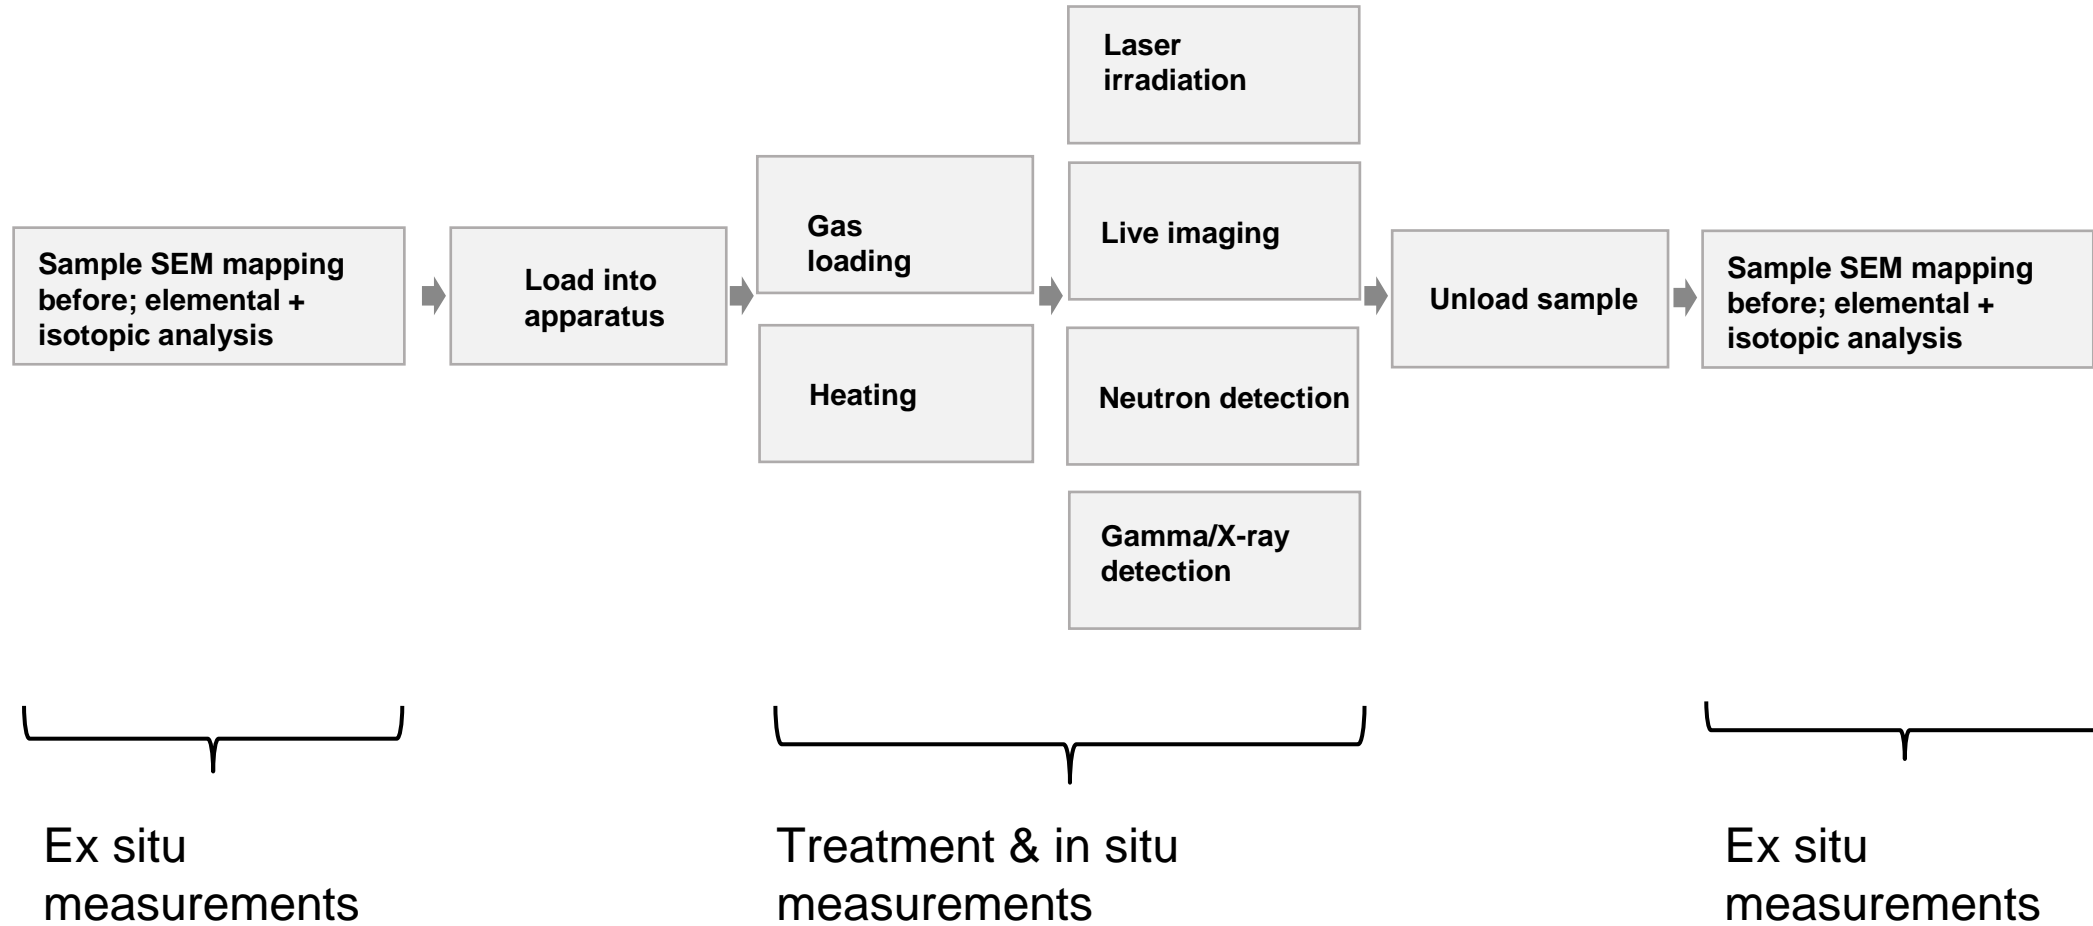 Sample SEM mapping
before; elemental +
isotopic analysis
Load into
apparatus
Gas
loading
Heating
Laser
irradiation
Live imaging
Neutron detection
Gamma/X-ray
detection
Unload sample
Sample SEM mapping
before; elemental +
isotopic analysis
Ex situ
measurements
Treatment & in situ
measurements
Ex situ
measurements